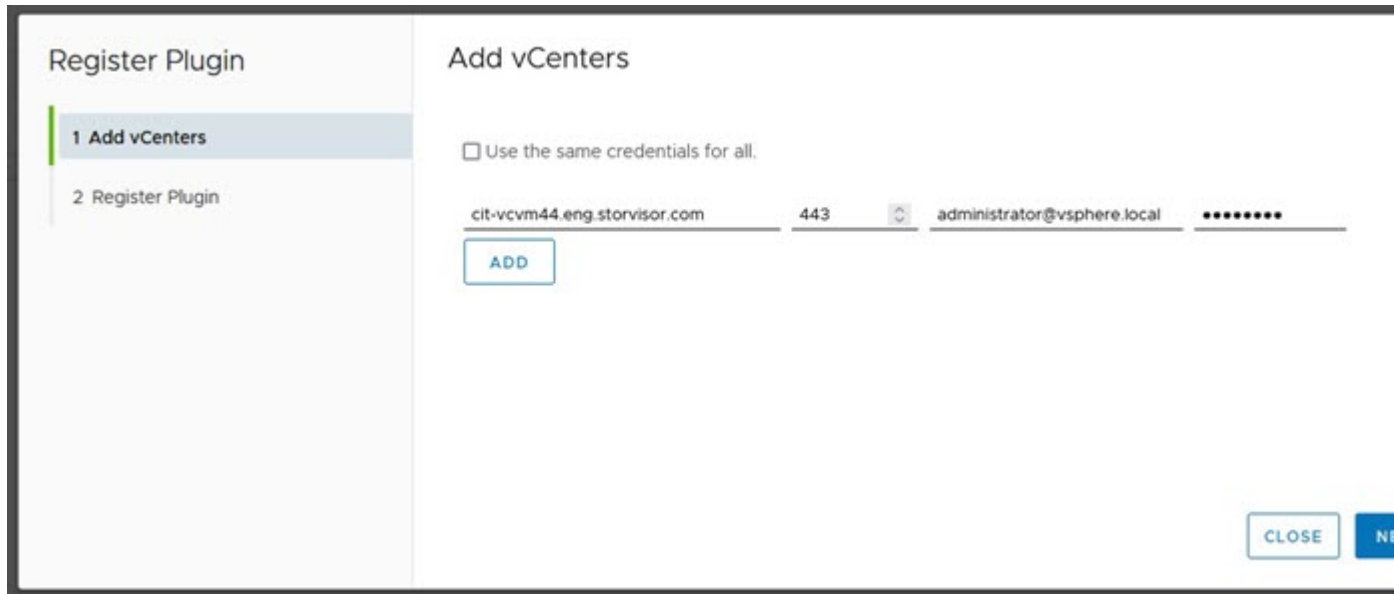 Register Plugin
1 Add vCenters
2 Register Plugin
Add vCenters
Use the same credentials for all.
cit-vcvm44.eng.storvisor.com 443 administrator@vsphere.local ••••••••
ADD
CLOSE